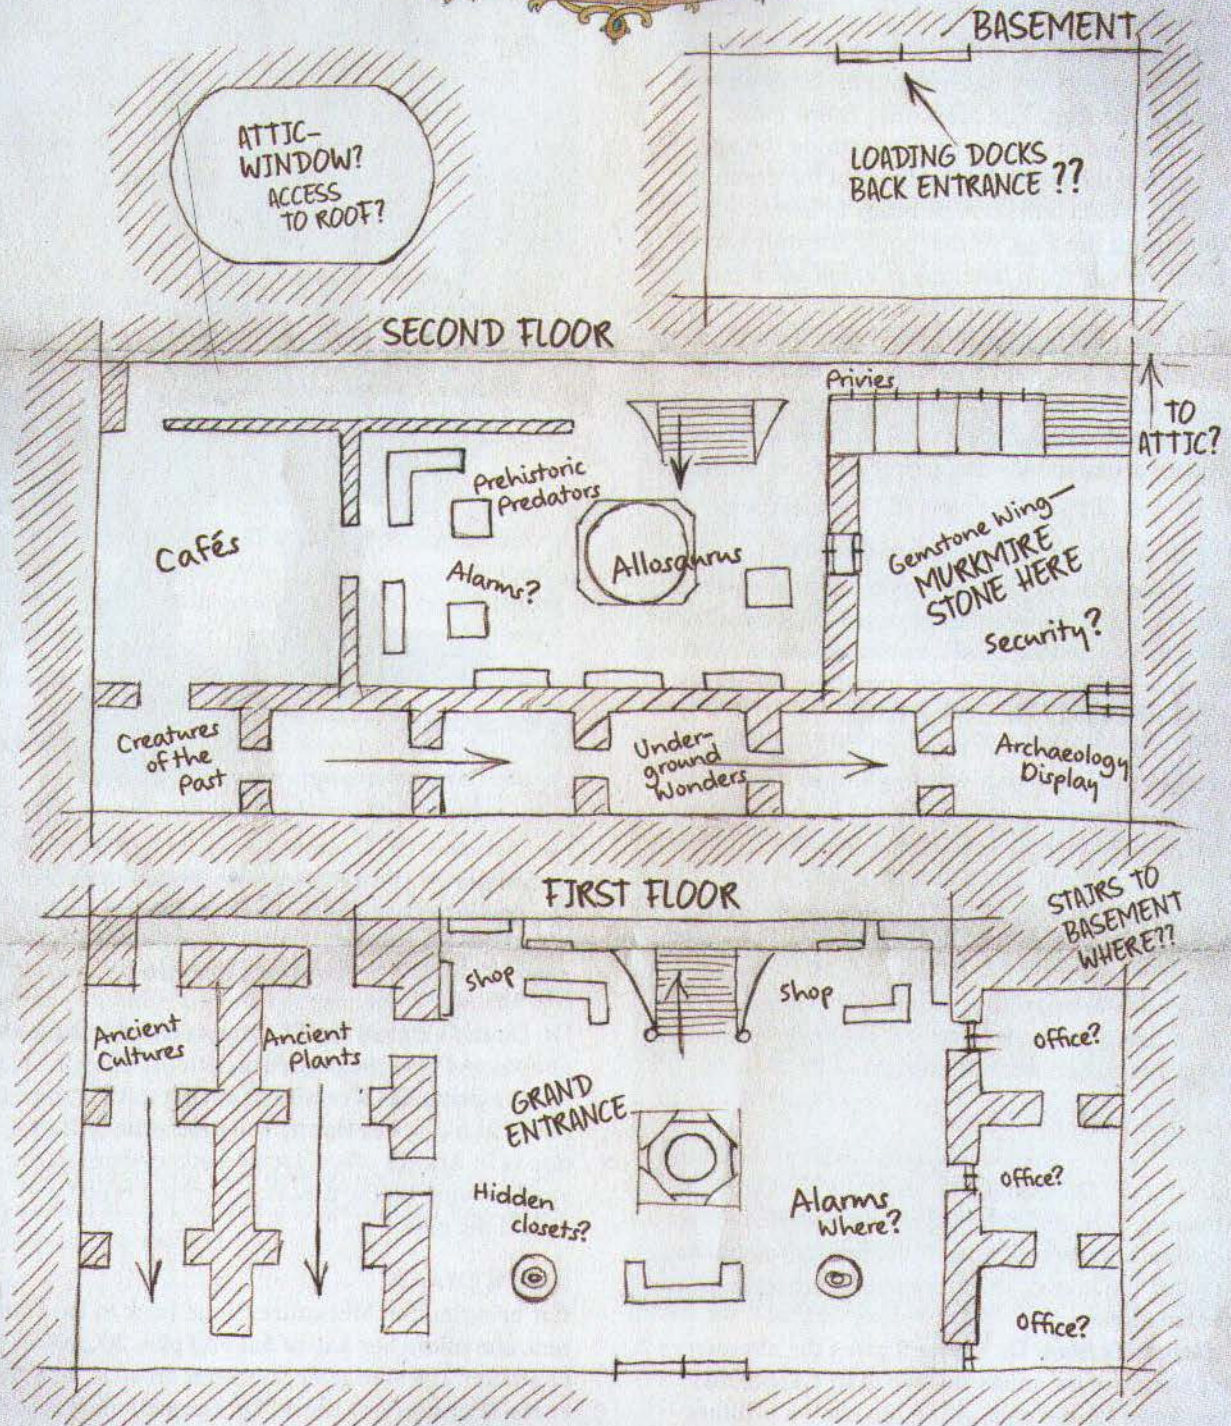 BASEMENT
ATTIC-
WINDOW?
ACCESS
TO ROOF?
LOADING DOCKS
BACK ENTRANCE ??
SECOND FLOOR
Privies
TO
ATTIC?
Prehistoric
Predators
Cafés
Alarms?
Allosaurus
Gemstone Wing—
MURKMIRE
STONE HERE
security?
Creatures
of the
Past
Under-
ground
Wonders
Archaeology
Display
FIRST FLOOR
STAIRS TO
BASEMENT
WHERE??
shop
shop
Ancient
Cultures
Ancient
Plants
office?
GRAND
ENTRANCE
Hidden
closets?
Alarms
where?
office?
office?